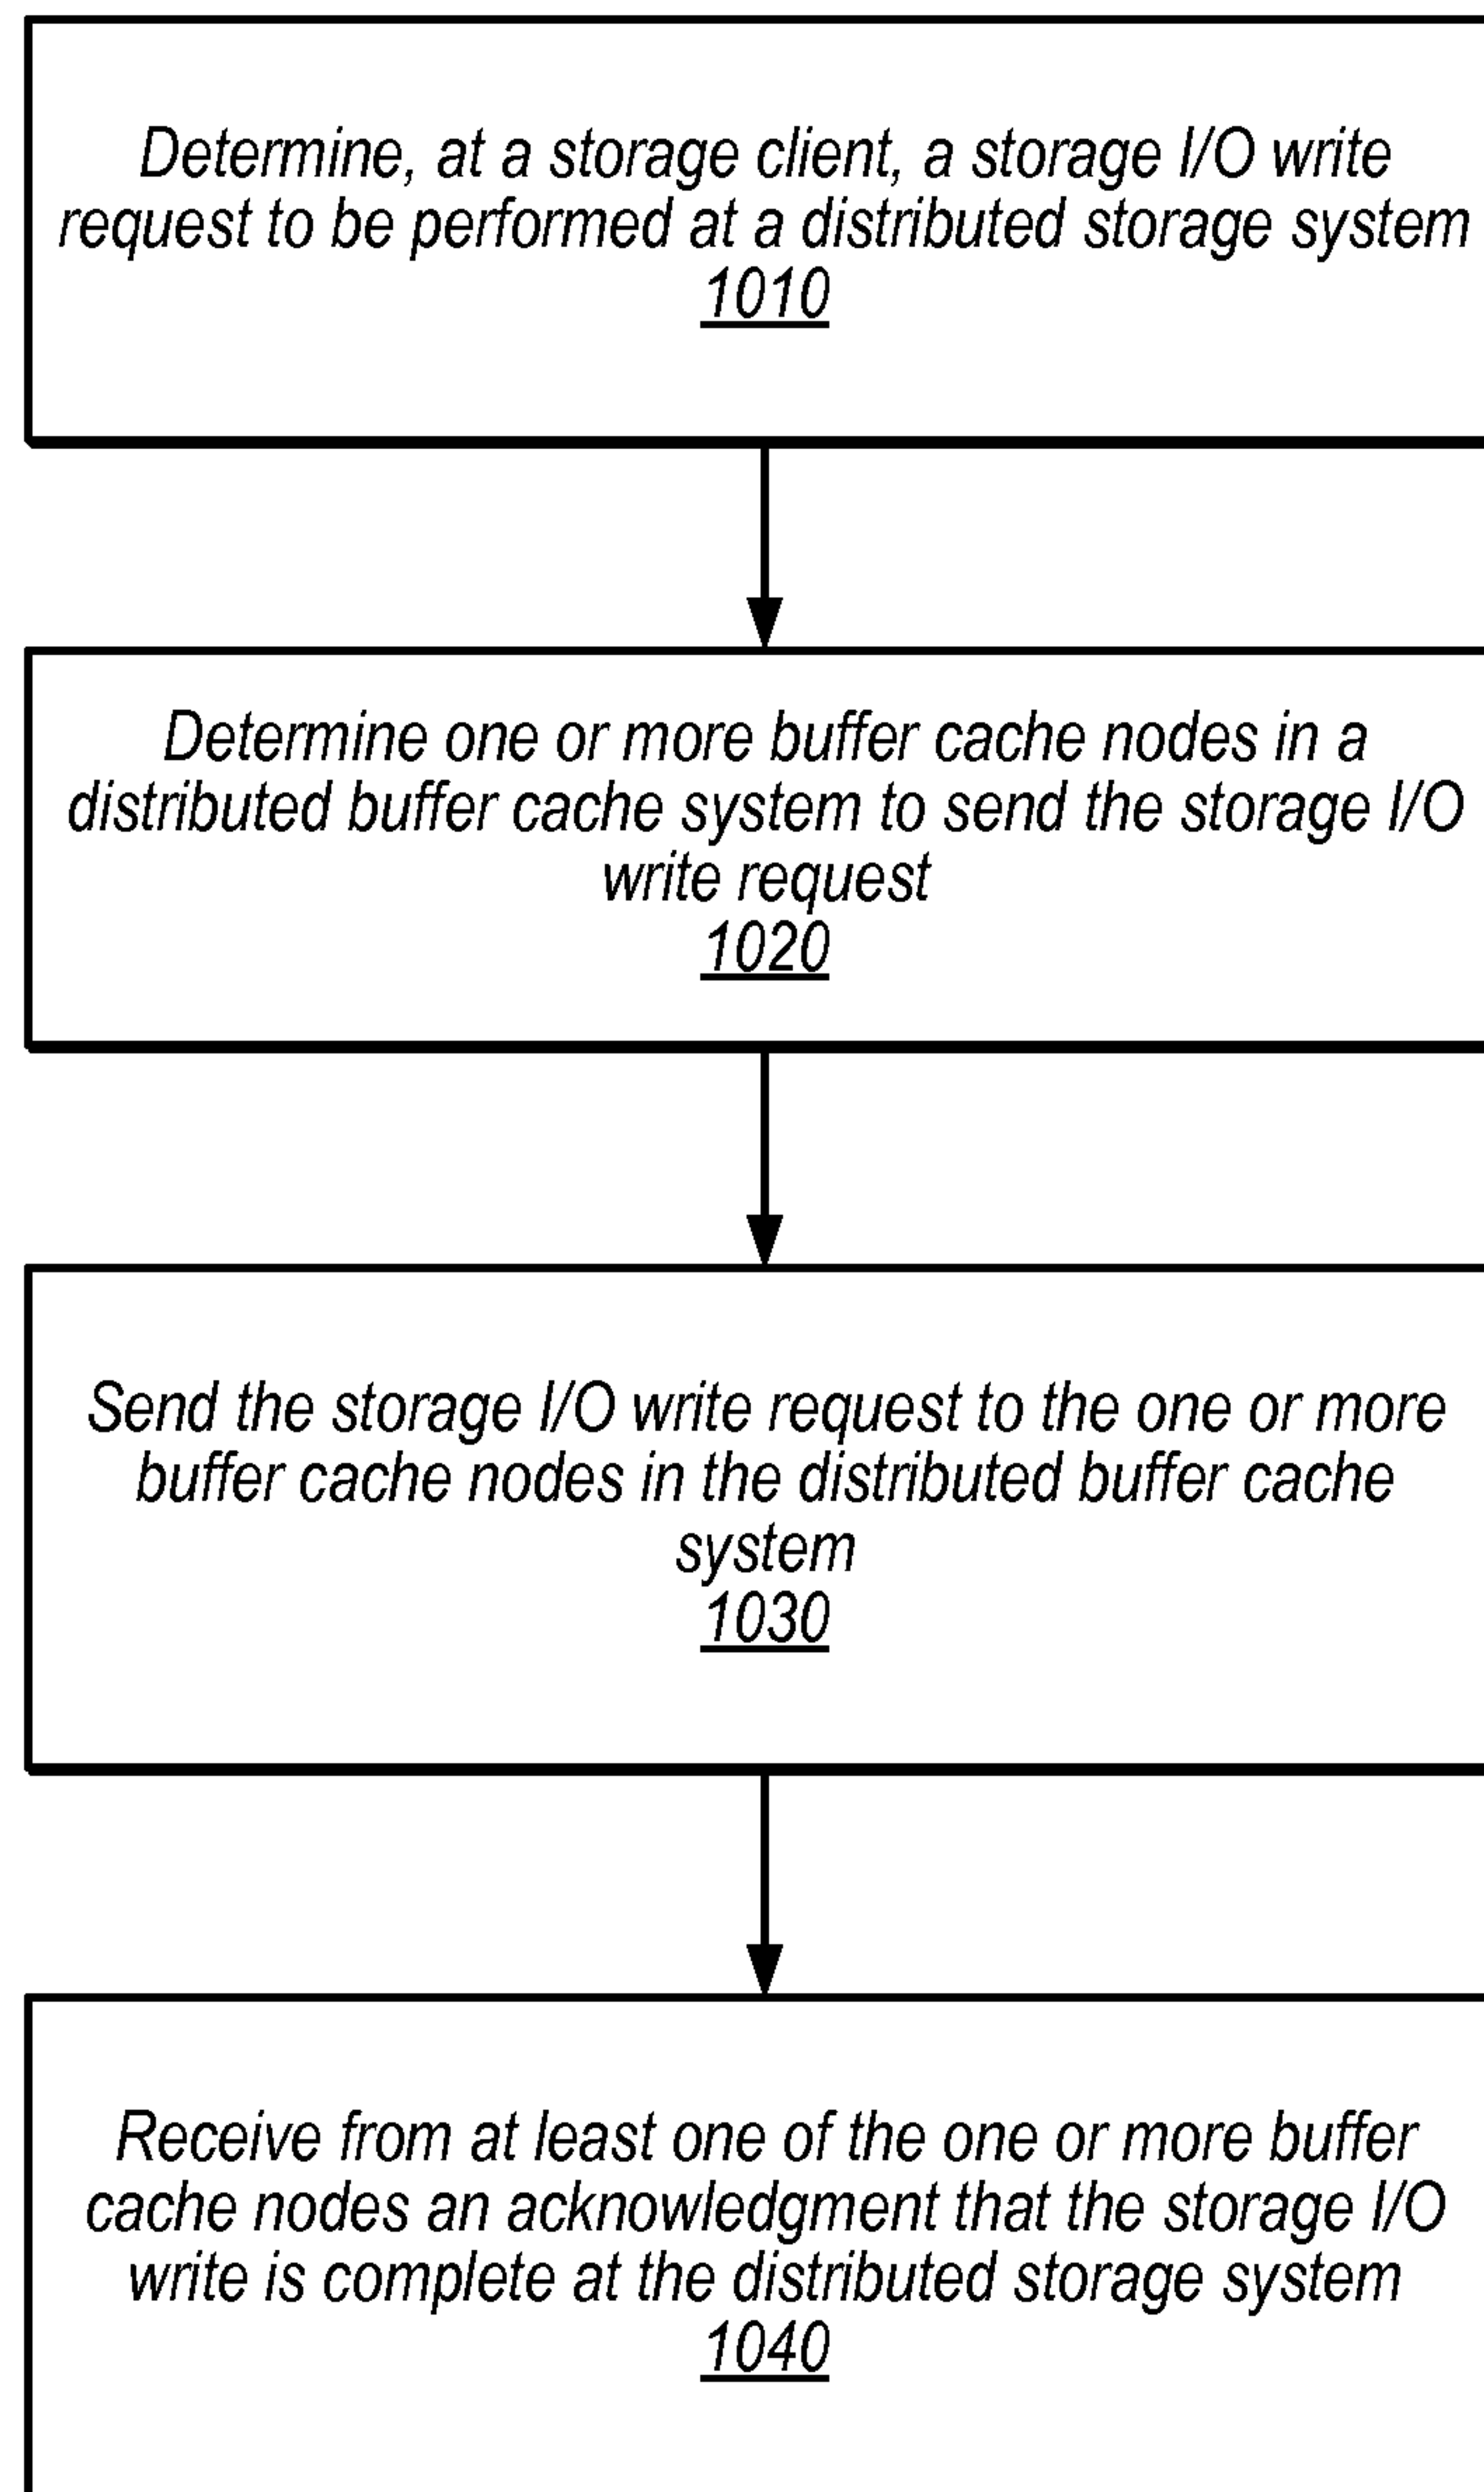 Determine, at a storage client, a storage I/O write
request to be performed at a distributed storage system
1010
Determine one or more buffer cache nodes in a
distributed buffer cache system to send the storage I/O
write request
1020
Send the storage I/O write request to the one or more
buffer cache nodes in the distributed buffer cache
system
1030
Receive from at least one of the one or more buffer
cache nodes an acknowledgment that the storage I/O
write is complete at the distributed storage system
1040